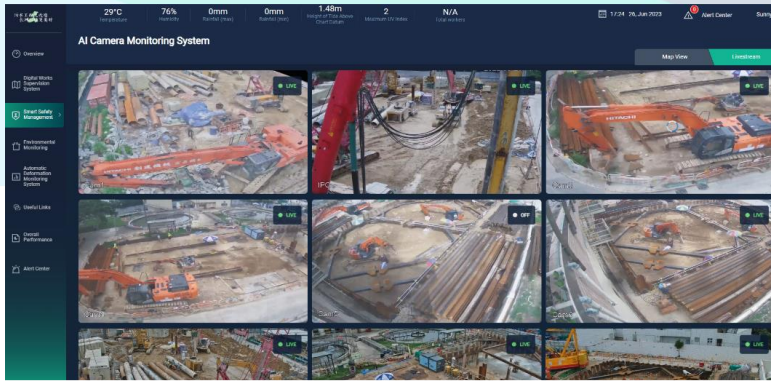 29°C
Temperature
76%
Humidity
0mm
Rainfall (max)
0mm
Rainfall (min)
1.48m
Height of Tide Above
Chart Datum
2
Maximum UV Index
N/A
Total workers
17:24 26, Jun 2023
Alert Center
AI Camera Monitoring System
Map View
Livestream
Overview
Digital Works
Supervision
System
Smart Safety
Management
Environmental
Monitoring
Automatic
Deformation
Monitoring
System
Useful Links
Overall
Performance
Alert Center
LIVE
LIVE
LIVE
HITACHI
LIVE
OFF
LIVE
LIVE
LIVE
LIVE